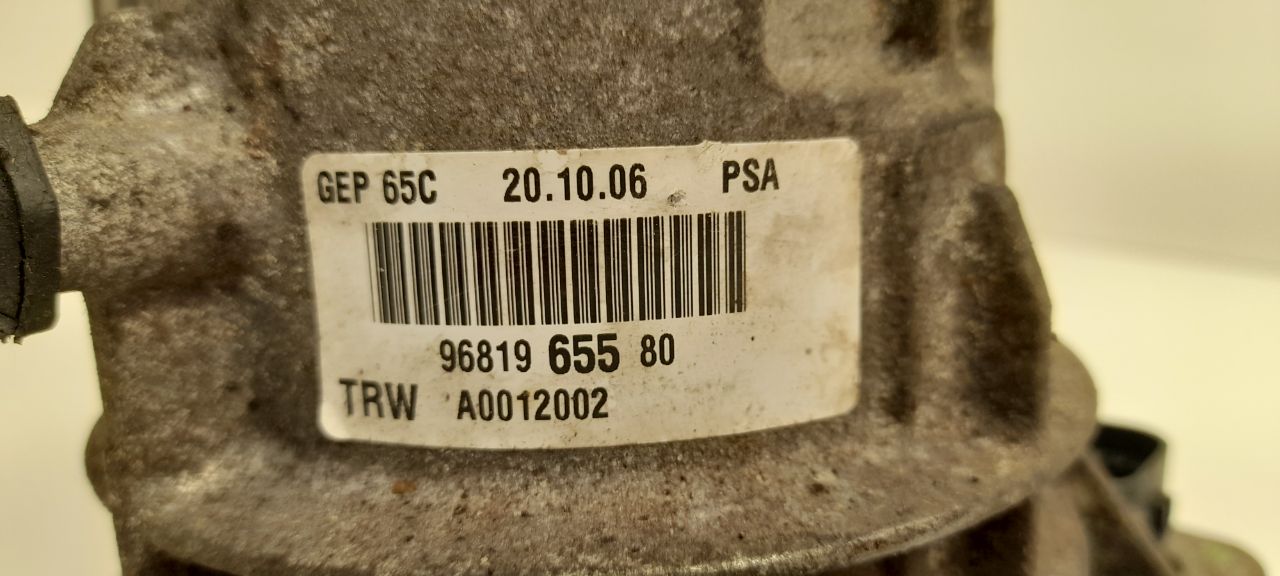 GEP 65C 20.10.06 PSA
96819 655 80
TRW A0012002